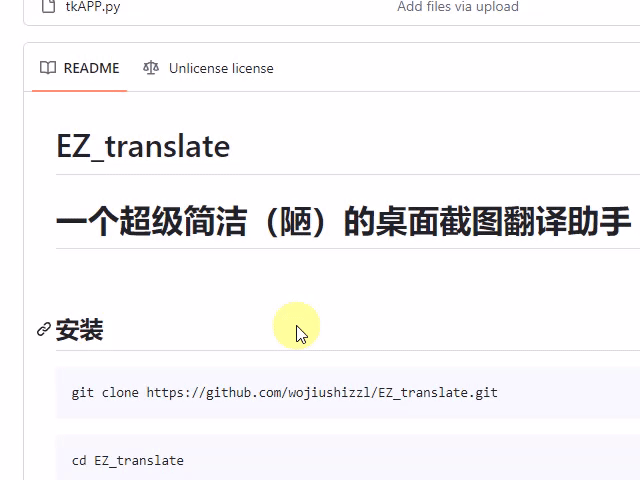 tkAPP.py Add files via upload
README Unlicense license
EZ_translate
一个超级简洁（陋）的桌面截图翻译助手
安装
git clone https://github.com/wojiushizzl/EZ_translate.git
cd EZ_translate